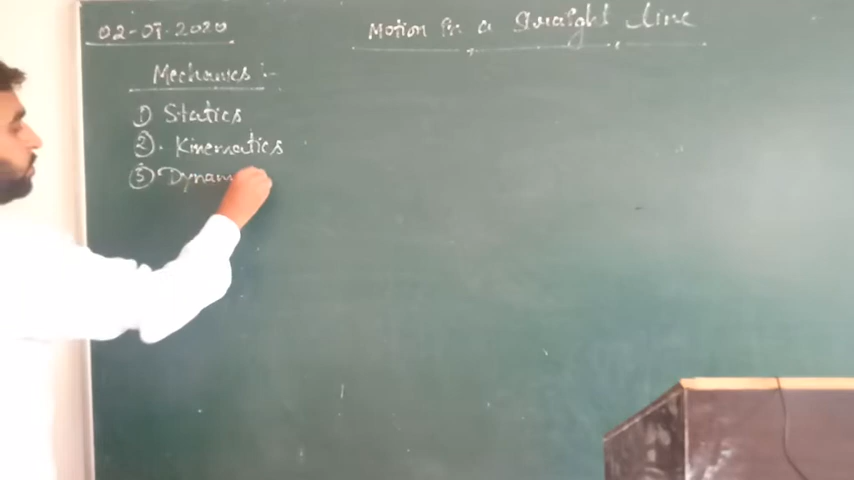 02-07-2020
Motion in a straight line
Mechanics :-
① Statics
②. Kinematics
③ Dynam